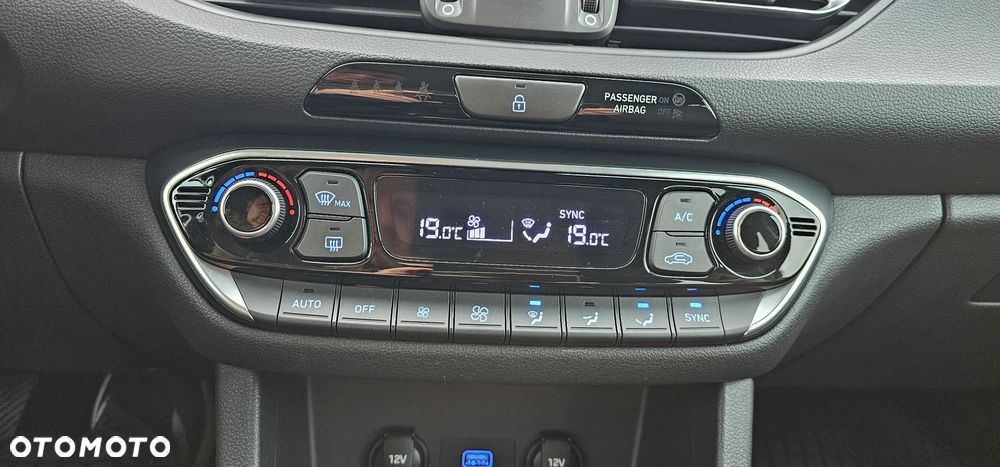 PASSENGER ON
AIRBAG OFF
MAX
19.0°C
SYNC
19.0°C
A/C
AUTO
OFF
SYNC
12V
12V
OTOMOTO